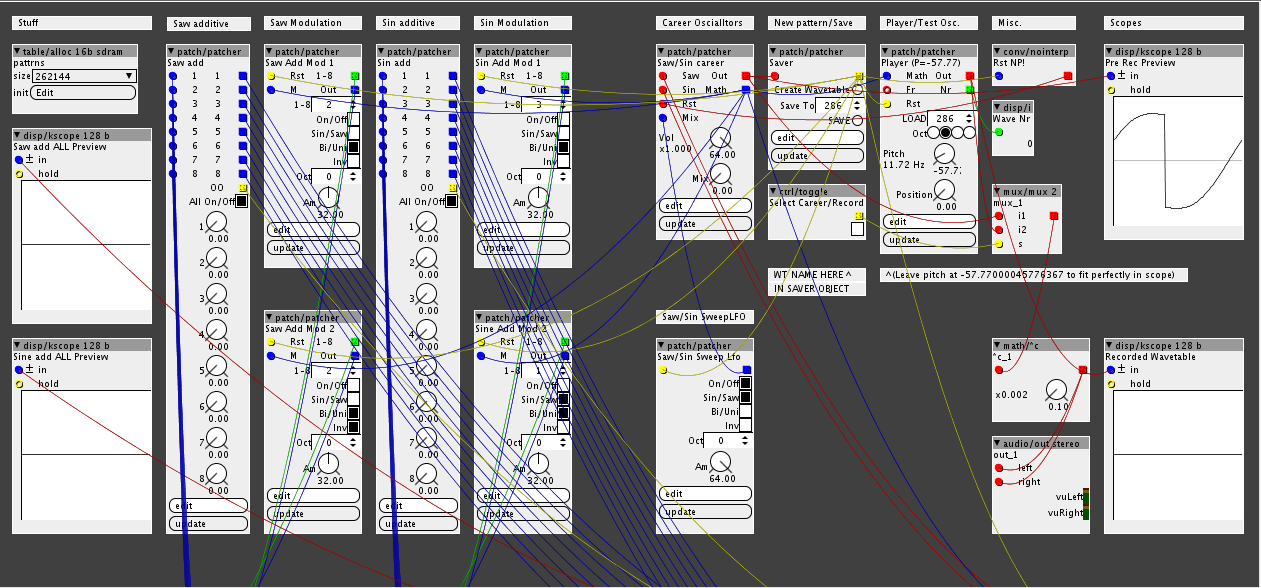 Stuff
Saw additive
Saw Modulation
Sin additive
Sin Modulation
Career Oscialltors
New pattern/Save
Player/Test Osc.
Misc.
Scopes
table/alloc 16b sdram
pattrns
size 262144
init Edit
disp/kscope 128 b
Saw add ALL Preview
in
hold
disp/kscope 128 b
Sine add ALL Preview
in
hold
patch/patcher
Saw add
1 1
2 2
3 3
4 4
5 5
6 6
7 7
8 8
00
All On/Off
1 0.00
2 0.00
3 0.00
4 0.00
5 0.00
6 0.00
7 0.00
8 0.00
edit
update
patch/patcher
Saw Add Mod 1
Rst 1-8
M Out
1-8 2
On/Off
Sin/Saw
Bi/Uni
Inv
Oct 0
Am 32.00
edit
update
patch/patcher
Saw Add Mod 2
Rst 1-8
M Out
1-8 2
On/Off
Sin/Saw
Bi/Uni
Inv
Oct 0
Am 32.00
edit
update
patch/patcher
Sin add
1 1
2 2
3 3
4 4
5 5
6 6
7 7
8 8
00
All On/Off
1 0.00
2 0.00
3 0.00
4 0.00
5 0.00
6 0.00
7 0.00
8 0.00
edit
update
patch/patcher
Sin Add Mod 1
Rst 1-8
M Out
1-8 3
On/Off
Sin/Saw
Bi/Uni
Inv
Oct 0
Am 32.00
edit
update
patch/patcher
Sine Add Mod 2
Rst 1-8
M Out
1-8 1
On/Off
Sin/Saw
Bi/Uni
Inv
Oct 0
Am 32.00
edit
update
patch/patcher
Saw/Sin career
Saw Out
Sin Math
Rst
Mix
Vol
x1.000
64.00
Mix
0.00
edit
update
Saw/Sin SweepLFO
patch/patcher
Saw/Sin Sweep Lfo
On/Off
Sin/Saw
Bi/Uni
Inv
Oct 0
Am
64.00
edit
update
patch/patcher
Saver
Create Wavetable
Save To 286
SAVE
edit
update
ctrl/toggle
Select Career/Record
WT NAME HERE ^
IN SAVER OBJECT
patch/patcher
Player (P=-57.77)
Math Out
Fr Nr
Rst
LOAD 286
Oct
Pitch
11.72 Hz
-57.7
Position
0.00
edit
update
^(Leave pitch at -57.77000045776367 to fit perfectly in scope)
conv/nointerp
Rst NP!
disp/i
Wave Nr
0
mux/mux 2
mux_1
i1
i2
s
math/^c
^c_1
x0.002
0.10
audio/out stereo
out_1
left
right
vuLeft
vuRight
disp/kscope 128 b
Pre Rec Preview
in
hold
disp/kscope 128 b
Recorded Wavetable
in
hold